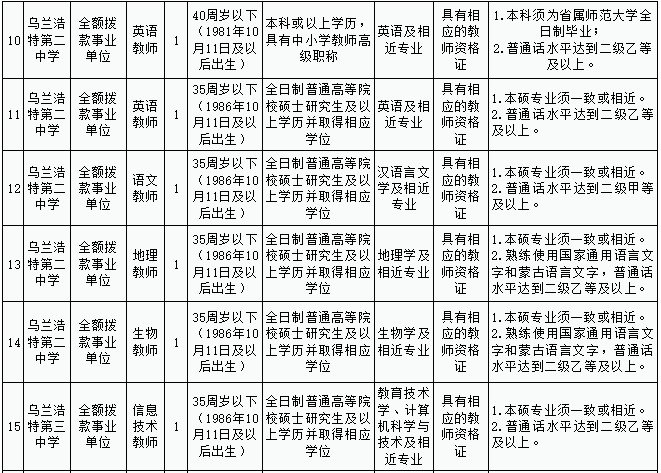 10 乌兰浩特第二中学 全额拨款事业单位 英语教师 1 40周岁以下（1981年10月11日及以后出生） 本科或以上学历，具有中小学教师高级职称 英语及相近专业 具有相应的教师资格证 1.本科须为省属师范大学全日制毕业；2.普通话水平达到二级乙等及以上。
11 乌兰浩特第二中学 全额拨款事业单位 英语教师 1 35周岁以下（1986年10月11日及以后出生） 全日制普通高等院校硕士研究生及以上学历并取得相应学位 英语及相近专业 具有相应的教师资格证 1.本硕专业须一致或相近。2.普通话水平达到二级乙等及以上。
12 乌兰浩特第二中学 全额拨款事业单位 语文教师 1 35周岁以下（1986年10月11日及以后出生） 全日制普通高等院校硕士研究生及以上学历并取得相应学位 汉语言文学及相近专业 具有相应的教师资格证 1.本硕专业须一致或相近。2.普通话水平达到二级甲等及以上。
13 乌兰浩特第二中学 全额拨款事业单位 地理教师 1 35周岁以下（1986年10月11日及以后出生） 全日制普通高等院校硕士研究生及以上学历并取得相应学位 地理学及相近专业 具有相应的教师资格证 1.本硕专业须一致或相近。2.熟练使用国家通用语言文字和蒙古语言文字，普通话水平达到二级乙等及以上。
14 乌兰浩特第二中学 全额拨款事业单位 生物教师 1 35周岁以下（1986年10月11日及以后出生） 全日制普通高等院校硕士研究生及以上学历并取得相应学位 生物学及相近专业 具有相应的教师资格证 1.本硕专业须一致或相近。2.熟练使用国家通用语言文字和蒙古语言文字，普通话水平达到二级乙等及以上。
15 乌兰浩特第三中学 全额拨款事业单位 信息技术教师 1 35周岁以下（1986年10月11日及以后出生） 全日制普通高等院校硕士研究生及以上学历并取得相应学位 教育技术学、计算机科学与技术及相近专业 具有相应的教师资格证 1.本硕专业须一致或相近。2.普通话水平达到二级乙等及以上。